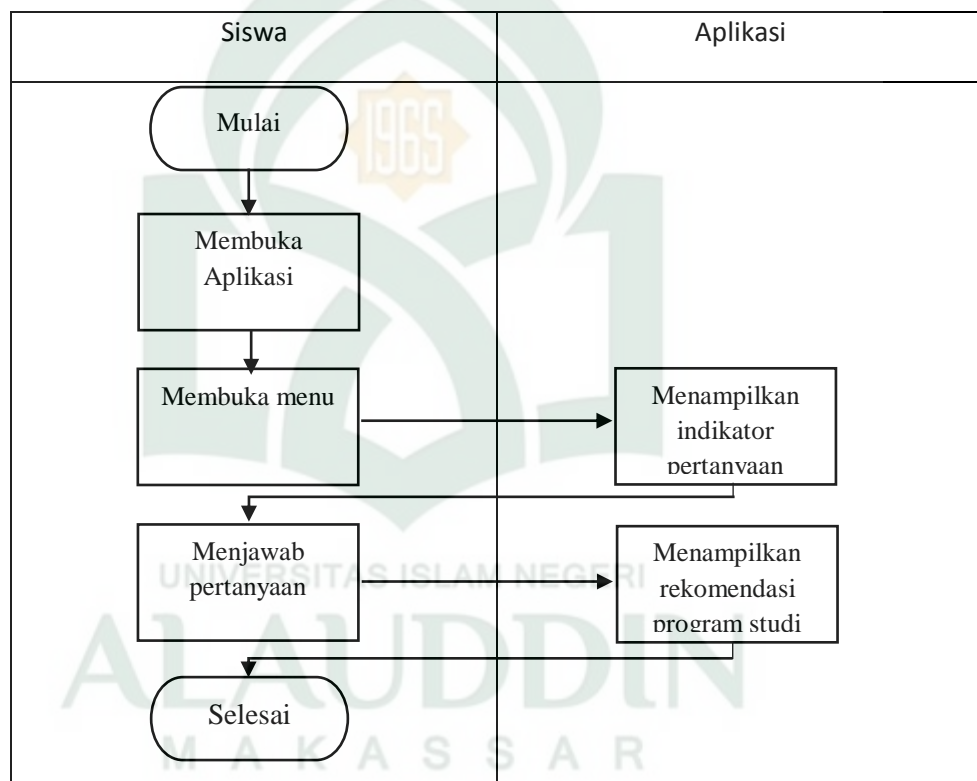 Siswa
Aplikasi
Mulai
1965
Membuka
Aplikasi
Membuka menu
Menampilkan
indikator
pertanyaan
Menjawab
pertanyaan
Menampilkan
rekomendasi
program studi
UNIVERSITAS ISLAM NEGERI
ALAUDDIN
Selesai
MAKASSAR